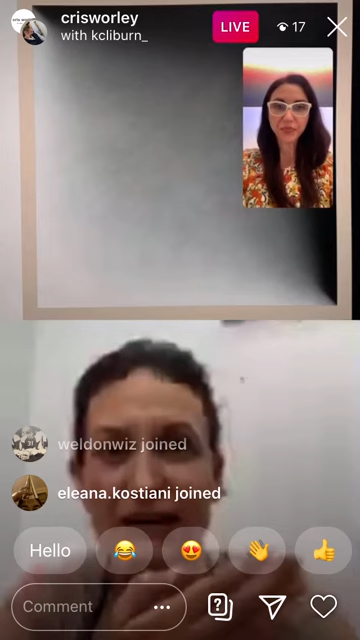 crisworley
with kcliburn_
LIVE
17
weldonwiz joined
eleana.kostiani joined
Hello
Comment